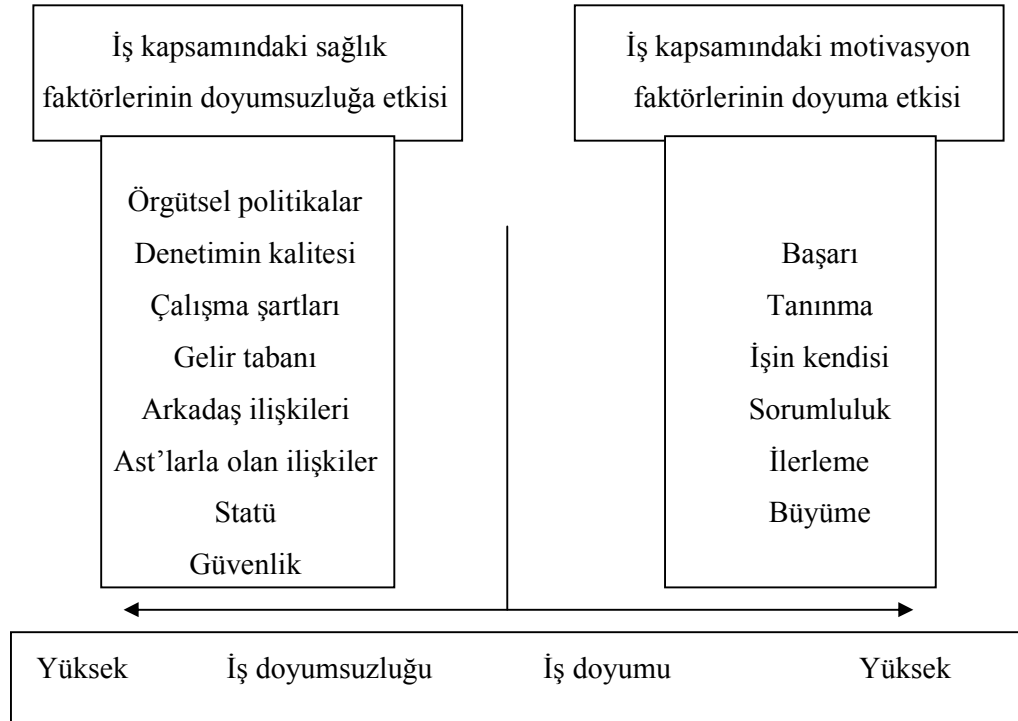 İş kapsamındaki sağlık
faktörlerinin doyumsuzluğa etkisi
İş kapsamındaki motivasyon
faktörlerinin doyuma etkisi
Örgütsel politikalar
Denetimin kalitesi
Çalışma şartları
Gelir tabanı
Arkadaş ilişkileri
Ast’larla olan ilişkiler
Statü
Güvenlik
Başarı
Tanınma
İşin kendisi
Sorumluluk
İlerleme
Büyüme
Yüksek İş doyumsuzluğu İş doyumu Yüksek